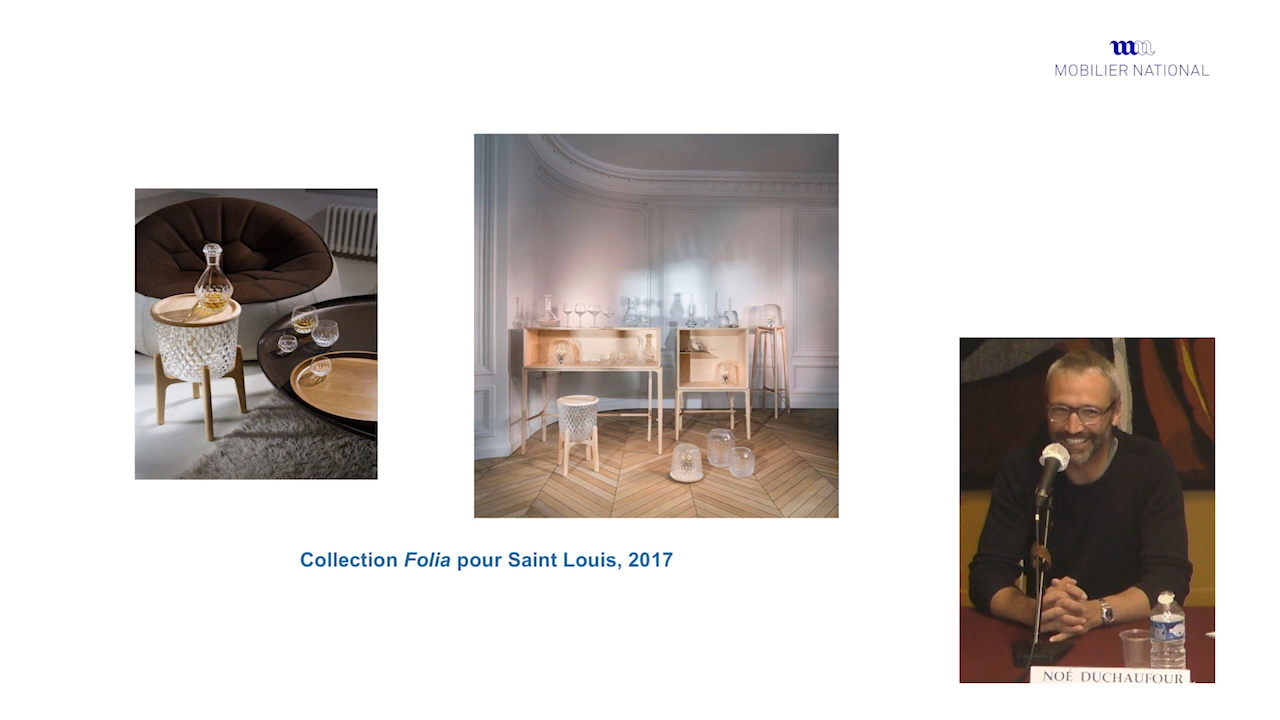 MOBILIER NATIONAL
Collection Folia pour Saint Louis, 2017
NOÉ DUCHAUFOUR